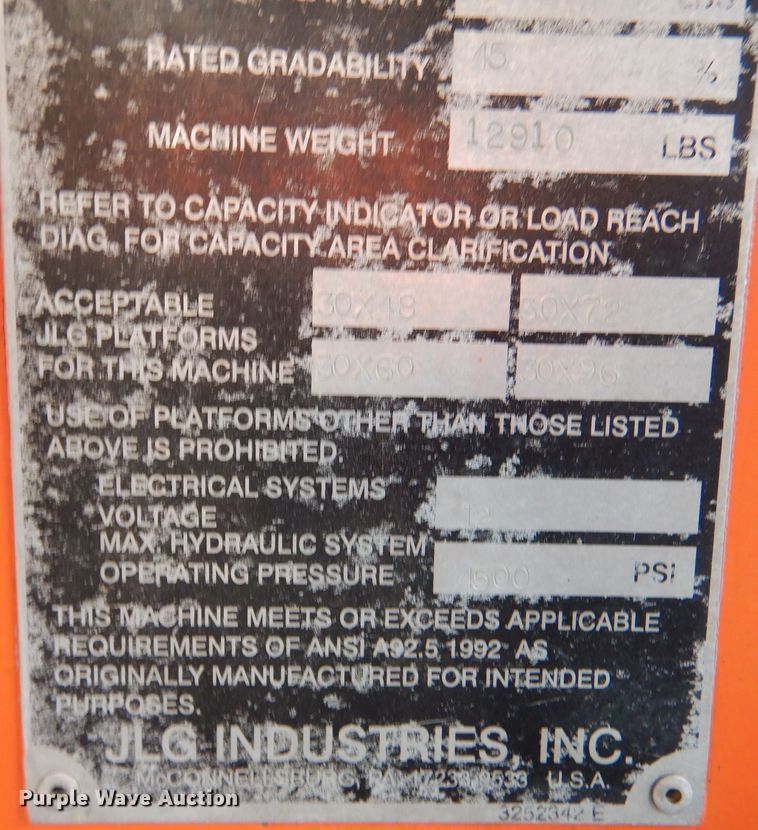 RATED GRADABILITY 45 %
MACHINE WEIGHT 12910 LBS
REFER TO CAPACITY INDICATOR OR LOAD REACH
DIAG. FOR CAPACITY AREA CLARIFICATION
ACCEPTABLE 30X48 30X72
JLG PLATFORMS
FOR THIS MACHINE 30X60 30X96
USE OF PLATFORMS OTHER THAN THOSE LISTED
ABOVE IS PROHIBITED.
ELECTRICAL SYSTEMS
VOLTAGE 12
MAX. HYDRAULIC SYSTEM
OPERATING PRESSURE 4500 PSI
THIS MACHINE MEETS OR EXCEEDS APPLICABLE
REQUIREMENTS OF ANSI A92.5 1992 AS
ORIGINALLY MANUFACTURED FOR INTENDED
PURPOSES.
JLG INDUSTRIES, INC.
McCONNELLSBURG, PA. 17233-9533 U.S.A.
Purple Wave Auction
3252342 E